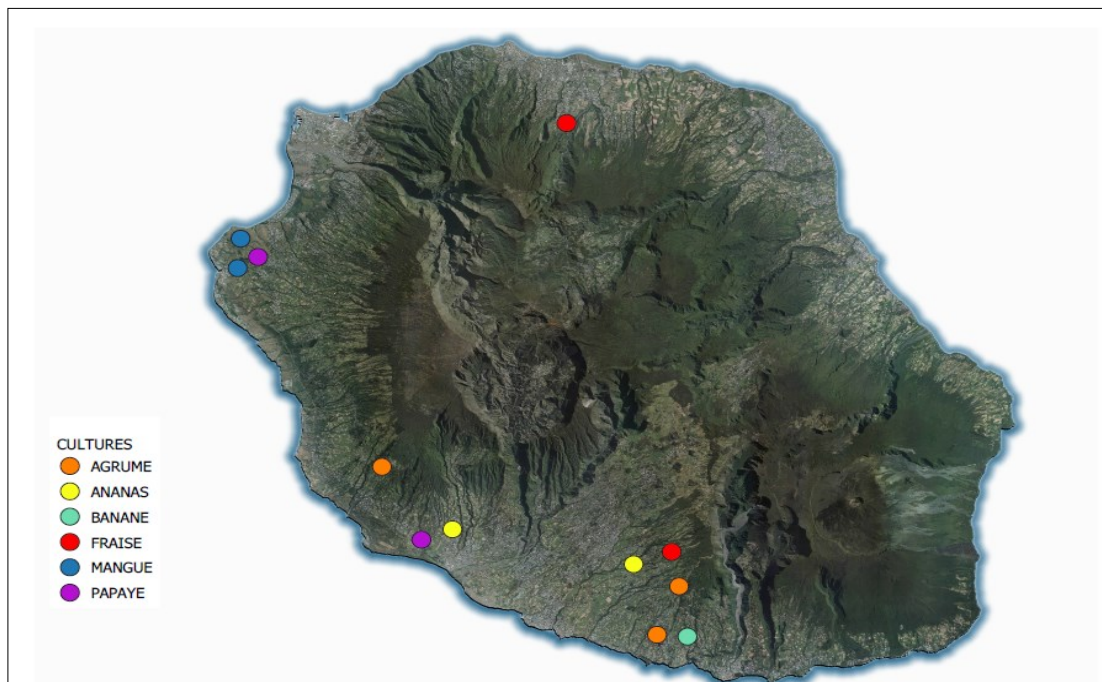 CULTURES
AGRUME
ANANAS
BANANE
FRAISE
MANGUE
PAPAYE